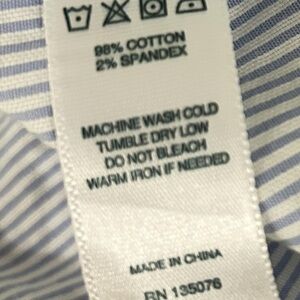 98% COTTON
2% SPANDEX
MACHINE WASH COLD
TUMBLE DRY LOW
DO NOT BLEACH
WARM IRON IF NEEDED
MADE IN CHINA
RN 135076